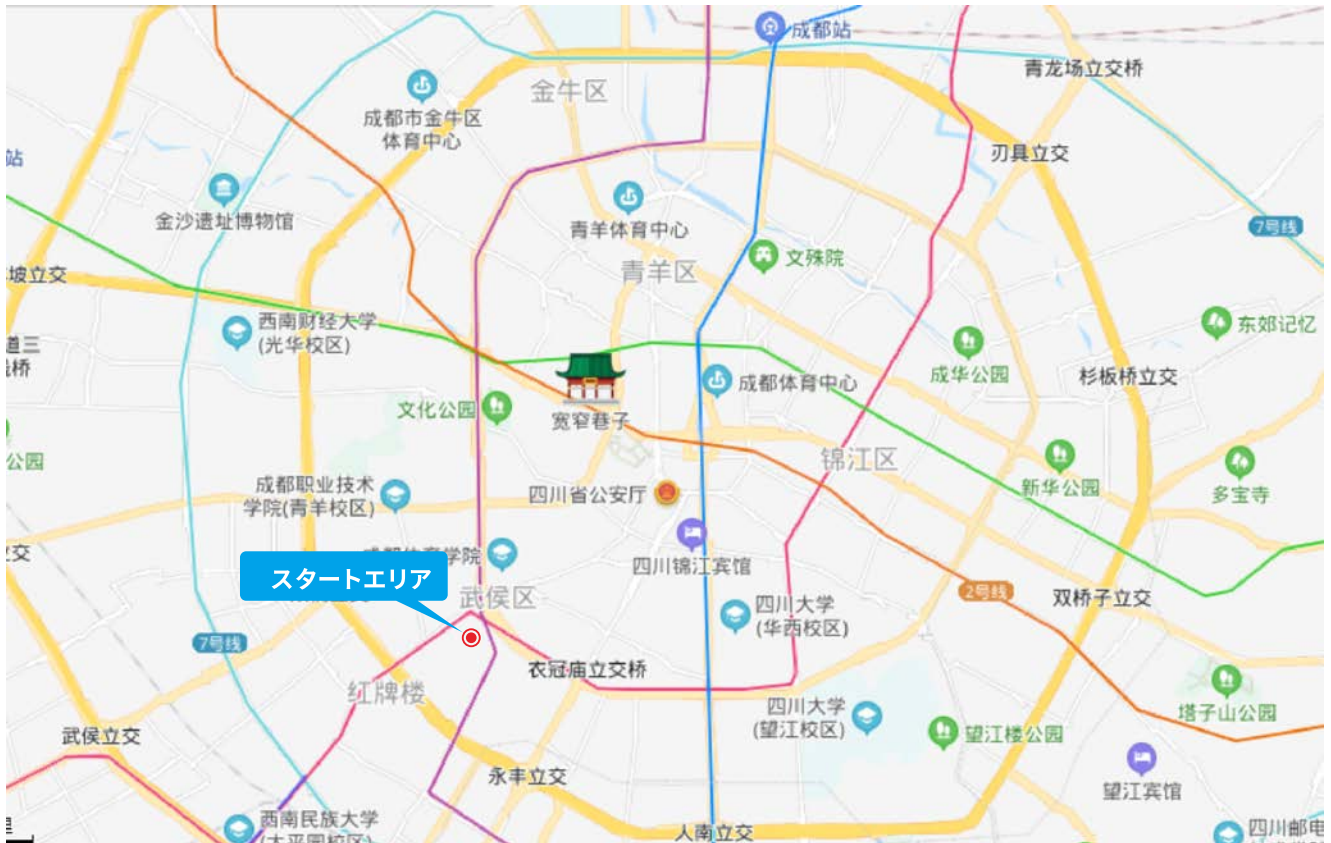 成都站
青龙场立交桥
金牛区
成都市金牛区
体育中心
刃具立交
站
金沙遗址博物馆
青羊体育中心
7号线
文殊院
青羊区
坡立交
西南财经大学
(光华校区)
东郊记忆
道三
桥
成华公园
杉板桥立交
成都体育中心
文化公园
宽窄巷子
公园
锦江区
新华公园
多宝寺
成都职业技术
学院(青羊校区)
四川省公安厅
交
学院
四川锦江宾馆
スタートエリア
武侯区
2号线
双桥子立交
四川大学
(华西校区)
7号线
衣冠庙立交桥
红牌楼
塔子山公园
四川大学
(望江校区)
武侯立交
望江楼公园
永丰立交
望江宾馆
西南民族大学
人南立交
四川邮电